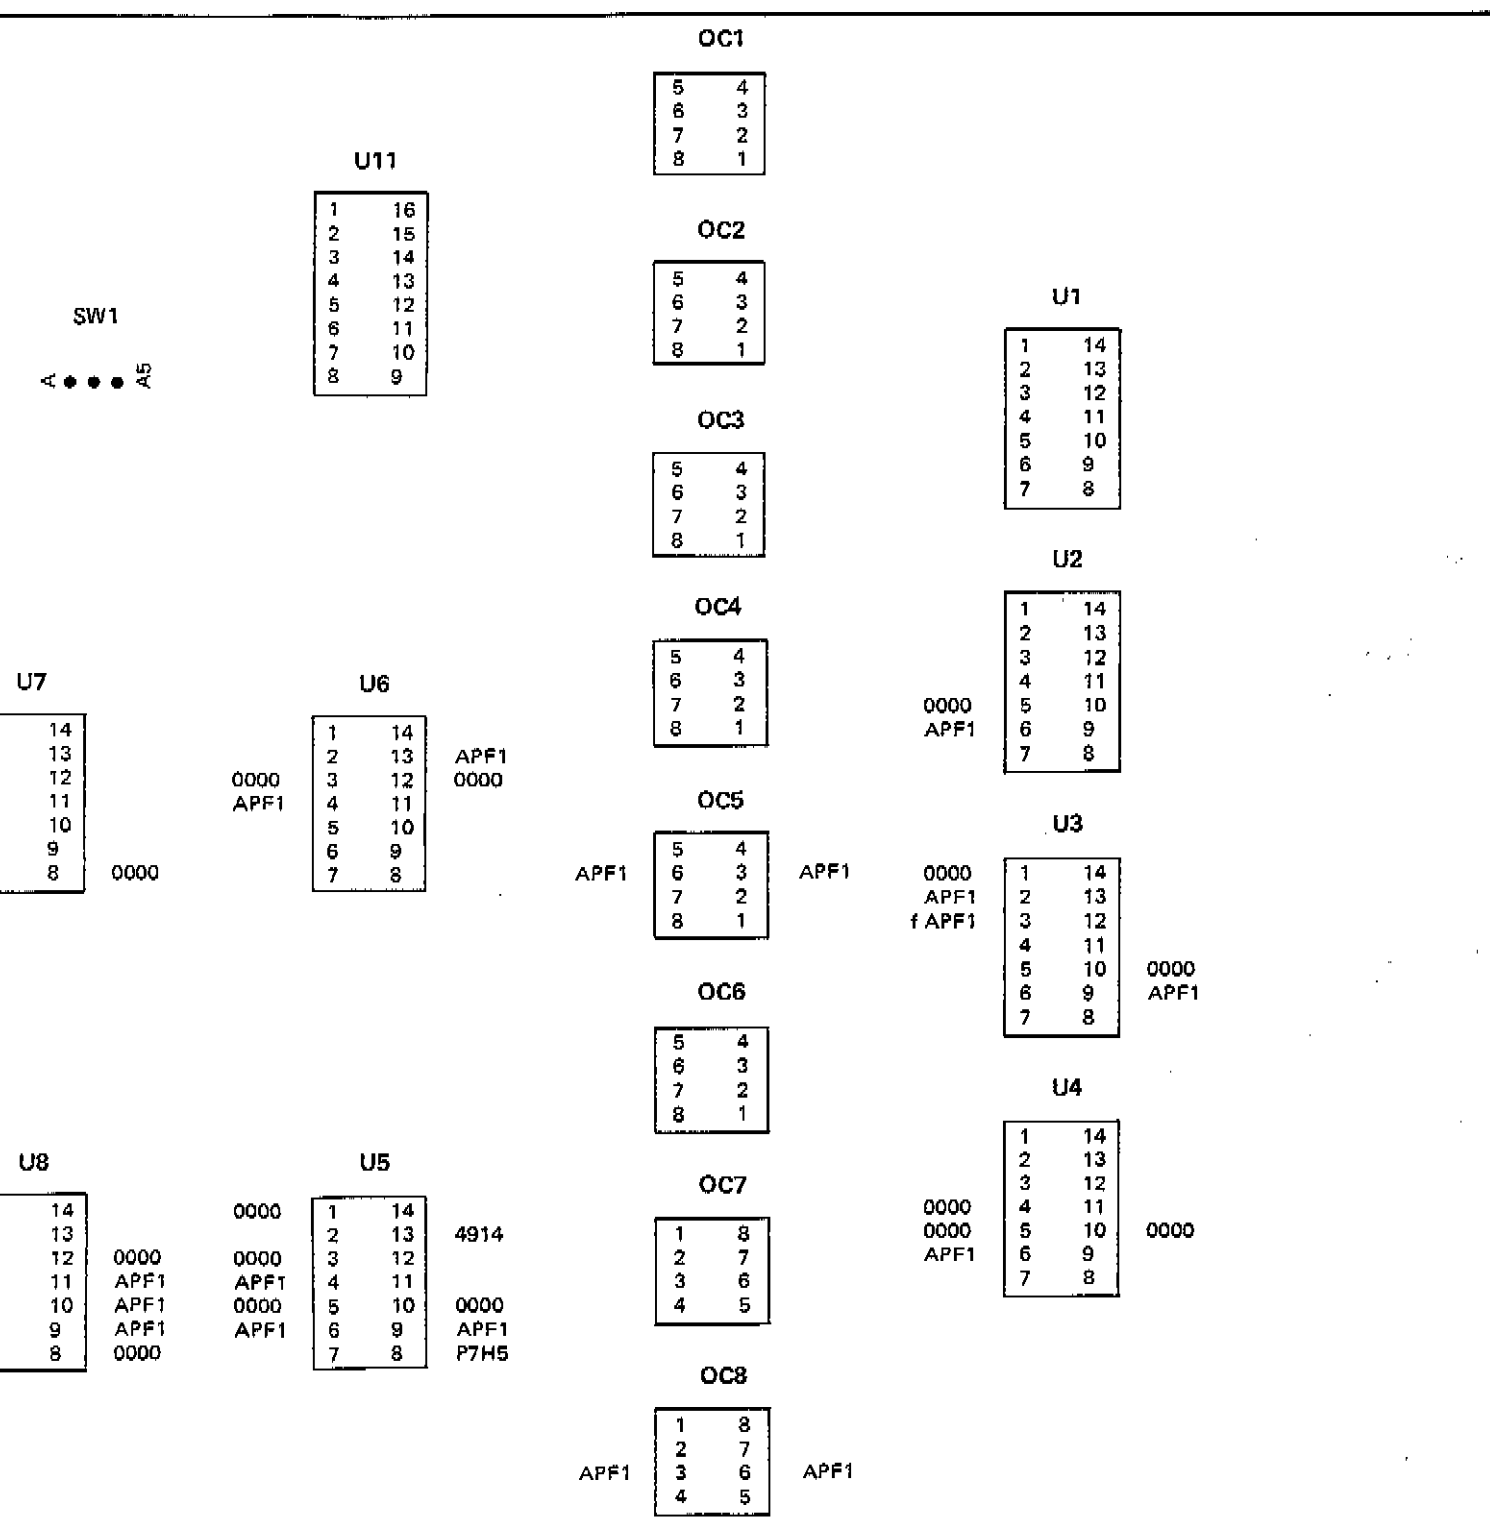 OC1
5 4
6 3
7 2
8 1
U11
1 16
2 15
3 14
4 13
5 12
6 11
7 10
8 9
OC2
5 4
6 3
7 2
8 1
SW1
A A5
U1
1 14
2 13
3 12
4 11
5 10
6 9
7 8
OC3
5 4
6 3
7 2
8 1
U2
1 14
2 13
3 12
4 11
0000 5 10
APF1 6 9
7 8
OC4
5 4
6 3
7 2
8 1
U7
14
13
12
11
10
9
8 0000
U6
1 14
2 13 APF1
0000 3 12 0000
APF1 4 11
5 10
6 9
7 8
OC5
5 4
APF1 6 3 APF1
7 2
8 1
U3
0000 1 14
APF1 2 13
f APF1 3 12
4 11
5 10 0000
6 9 APF1
7 8
OC6
5 4
6 3
7 2
8 1
U4
1 14
2 13
3 12
0000 4 11
0000 5 10 0000
APF1 6 9
7 8
U8
14
13
12 0000
11 APF1
10 APF1
9 APF1
8 0000
U5
0000 1 14
2 13 4914
0000 3 12
APF1 4 11
0000 5 10 0000
APF1 6 9 APF1
7 8 P7H5
OC7
1 8
2 7
3 6
4 5
OC8
1 8
2 7
APF1 3 6 APF1
4 5